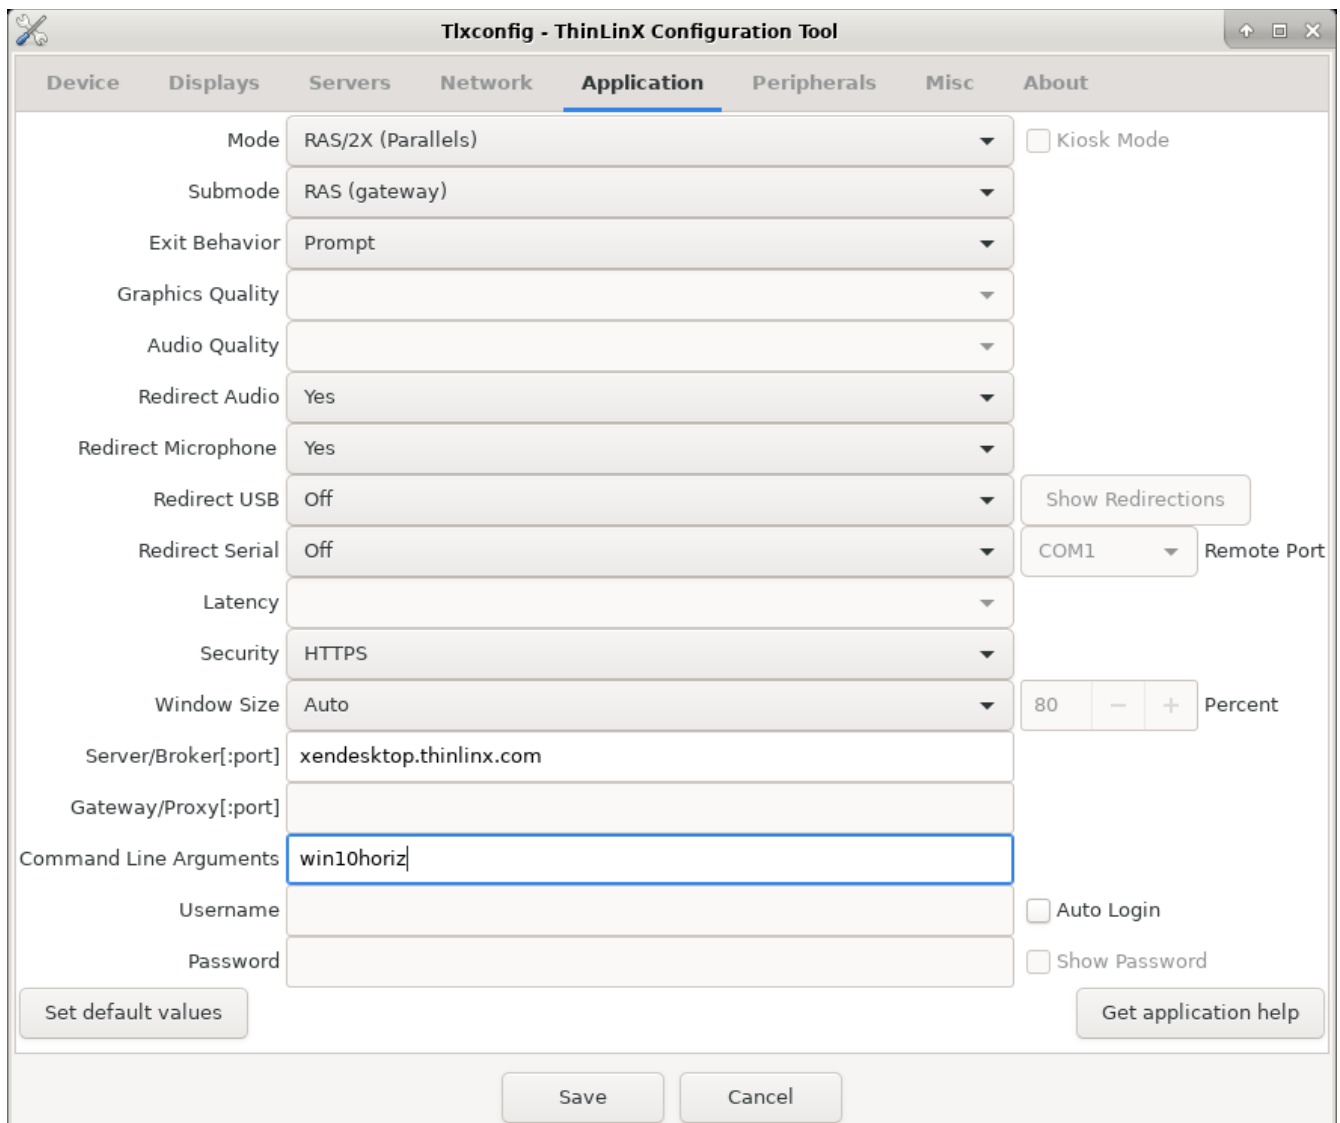 Tlxconfig - ThinLinX Configuration Tool
Device Displays Servers Network Application Peripherals Misc About
Mode RAS/2X (Parallels) Kiosk Mode
Submode RAS (gateway)
Exit Behavior Prompt
Graphics Quality
Audio Quality
Redirect Audio Yes
Redirect Microphone Yes
Redirect USB Off Show Redirections
Redirect Serial Off COM1 Remote Port
Latency
Security HTTPS
Window Size Auto 80 − + Percent
Server/Broker[:port] xendesktop.thinlinx.com
Gateway/Proxy[:port]
Command Line Arguments win10horiz
Username Auto Login
Password Show Password
Set default values Get application help
Save Cancel